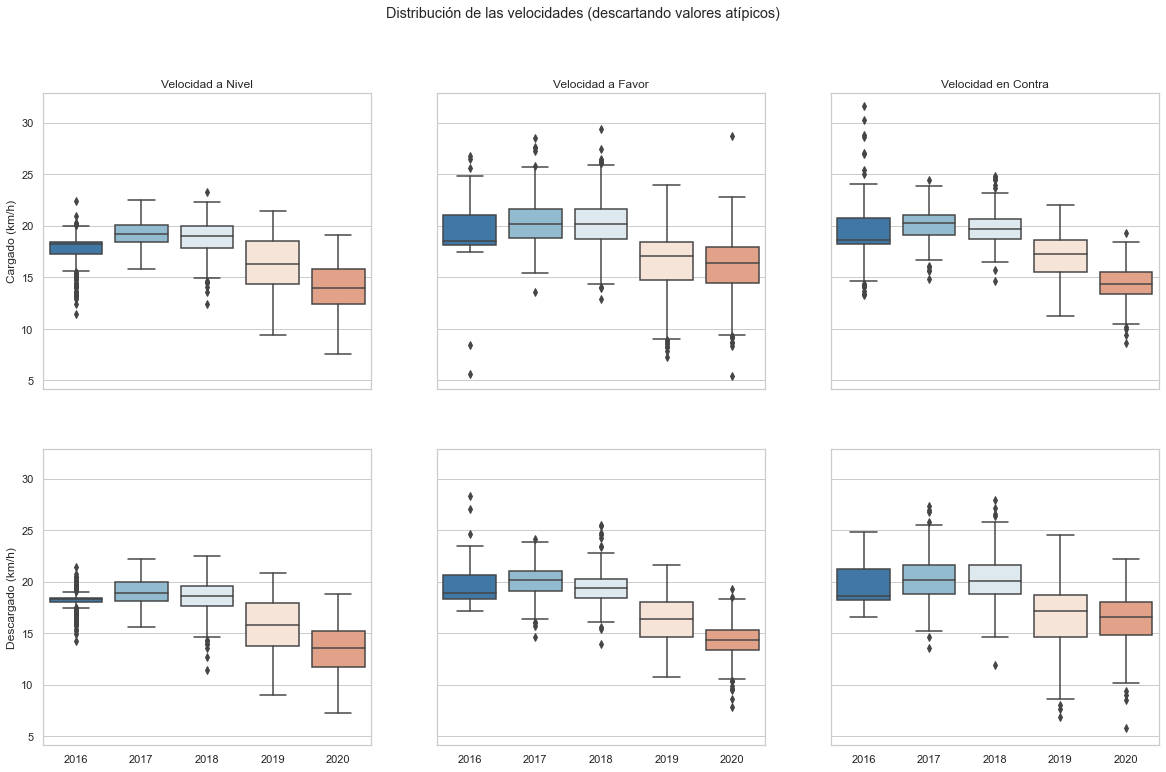 Distribución de las velocidades (descartando valores atípicos)
Velocidad a Nivel
Velocidad a Favor
Velocidad en Contra
Cargado (km/h)
30
25
20
15
10
5
Descargado (km/h)
30
25
20
15
10
5
2016 2017 2018 2019 2020
2016 2017 2018 2019 2020
2016 2017 2018 2019 2020